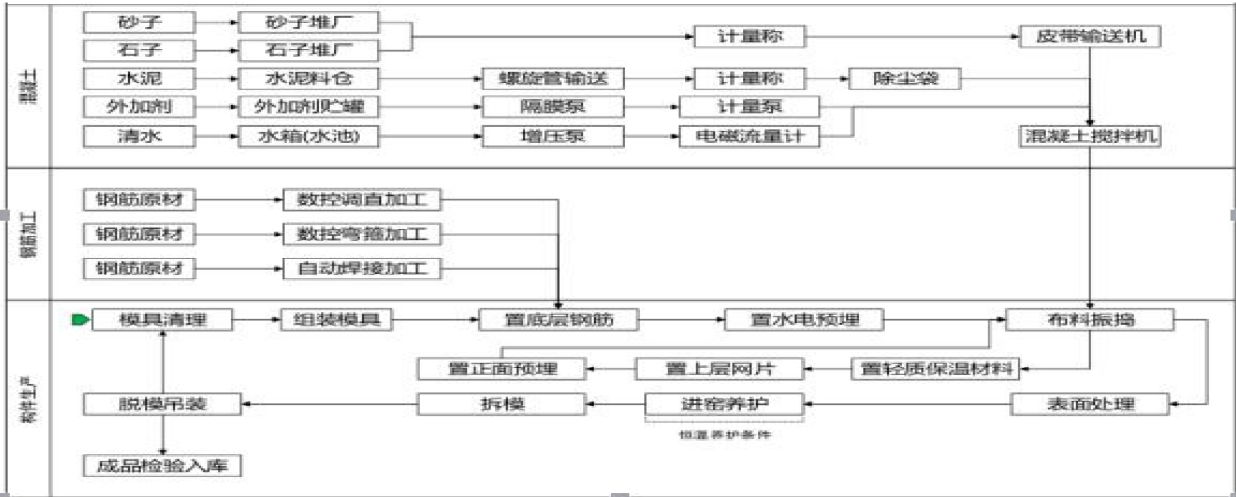 混凝土
砂子 砂子堆厂
计量称 皮带输送机
石子 石子堆厂
水泥 水泥料仓 螺旋管输送 计量称 除尘袋
外加剂 外加剂贮罐 隔膜泵 计量泵
清水 水箱(水池) 增压泵 电磁流量计 混凝土搅拌机
钢筋加工
钢筋原材 数控调直加工
钢筋原材 数控弯箍加工
钢筋原材 自动焊接加工
构件生产
模具清理 组装模具 置底层钢筋 置水电预埋 布料振捣
置正面预埋 置上层网片 置轻质保温材料
脱模吊装 拆模 进窑养护 表面处理
恒温养护条件
成品检验入库